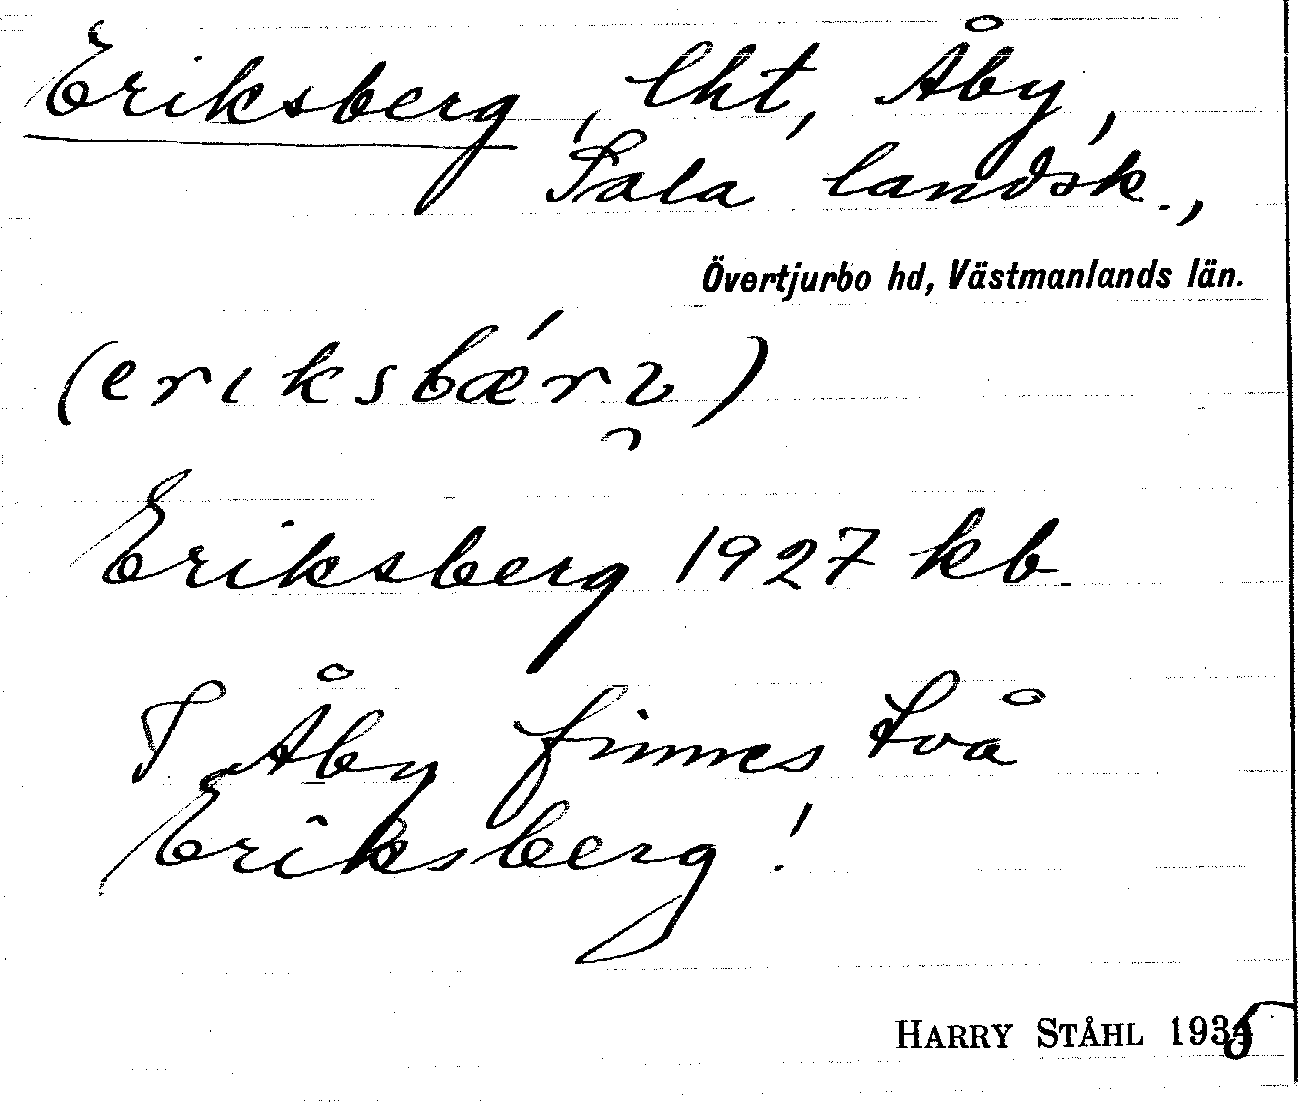 Eriksberg, lht, Åby,
Sala landsk.,
Övertjurbo hd, Västmanlands län.
Eriksberg 1927 kb
I Åby finnes två
Eriksberg!
HARRY STÅHL 1935